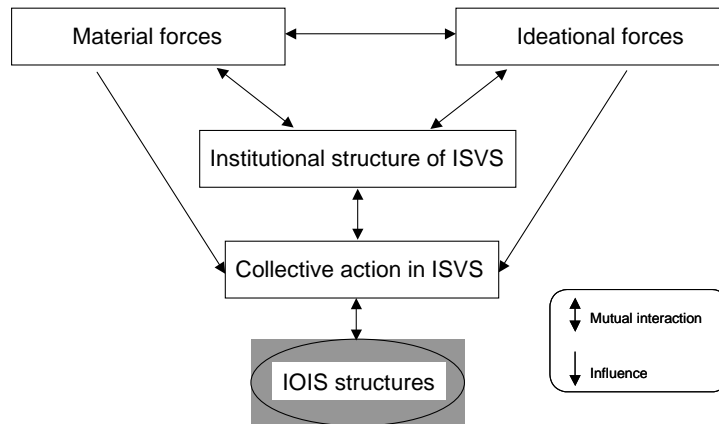 Material forces
Ideational forces
Institutional structure of ISVS
Collective action in ISVS
Mutual interaction
IOIS structures
Influence